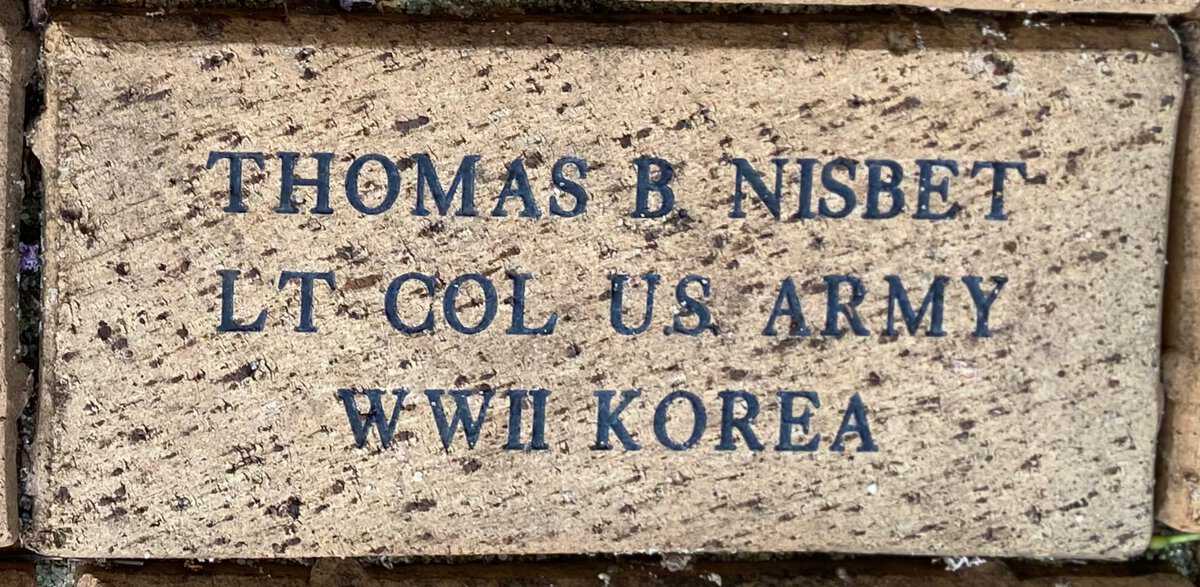 THOMAS B NISBET
LT COL US ARMY
WWII KOREA